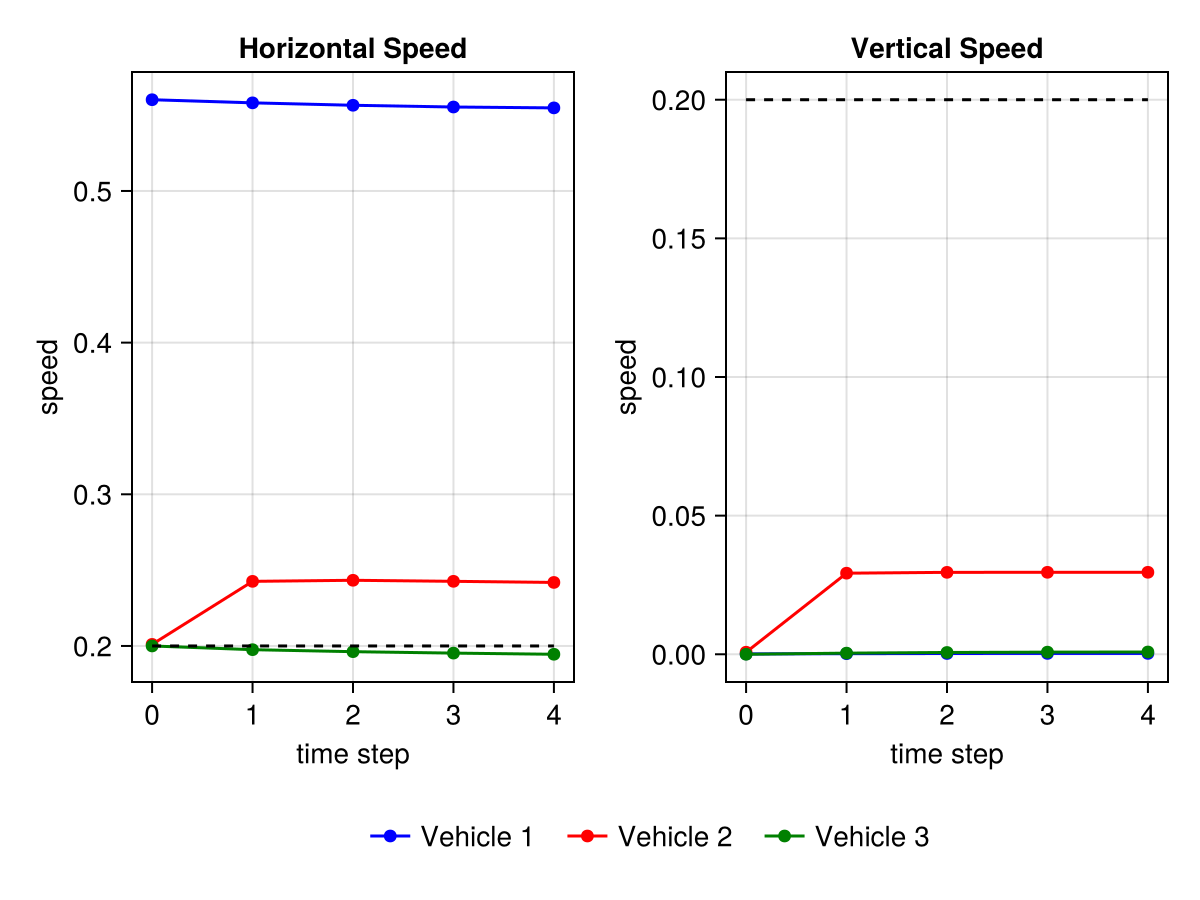 Horizontal Speed
0.5
0.4
0.3
0.2
speed
0 1 2 3 4
time step
Vertical Speed
0.20
0.15
0.10
0.05
0.00
speed
0 1 2 3 4
time step
Vehicle 1 Vehicle 2 Vehicle 3